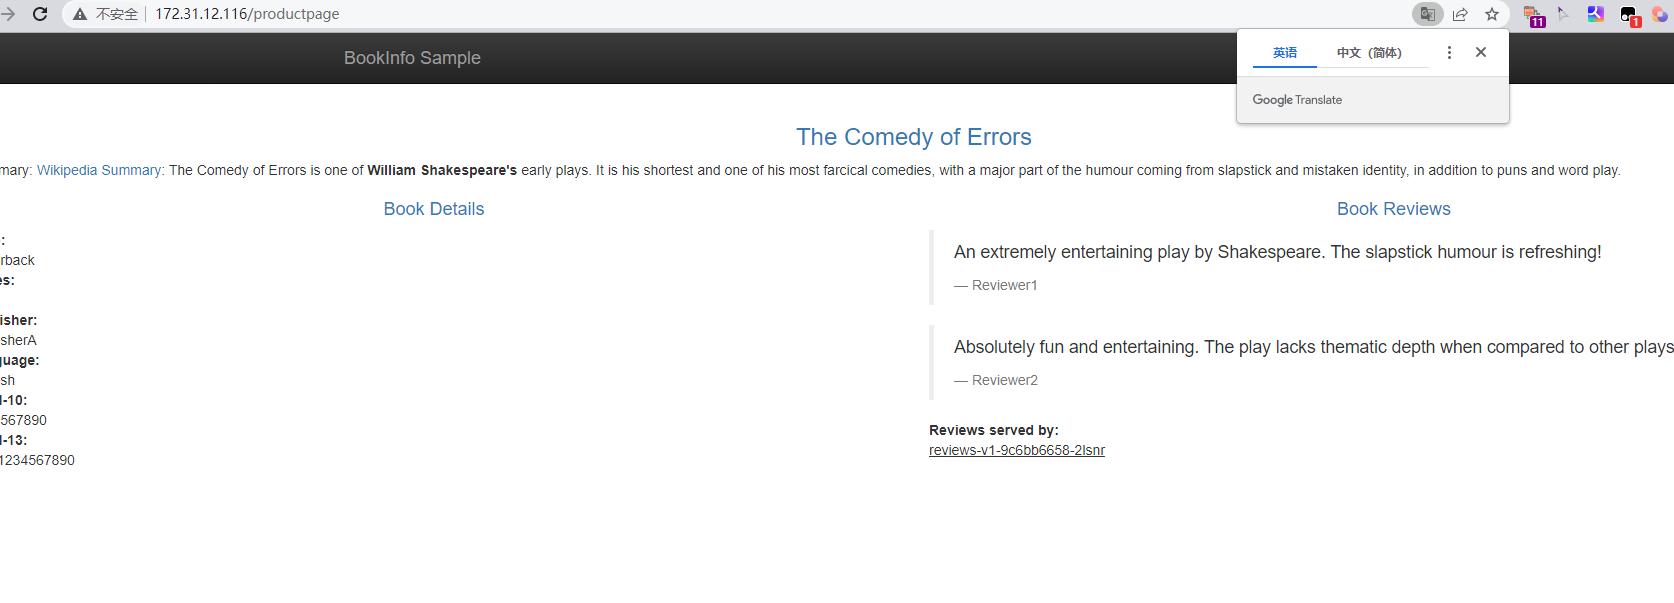 不安全 172.31.12.116/productpage
11
1
BookInfo Sample
英语 中文（简体）
Google Translate
The Comedy of Errors
mary: Wikipedia Summary: The Comedy of Errors is one of William Shakespeare's early plays. It is his shortest and one of his most farcical comedies, with a major part of the humour coming from slapstick and mistaken identity, in addition to puns and word play.
Book Details
:
rback
es:
isher:
sherA
guage:
sh
-10:
567890
-13:
1234567890
Book Reviews
An extremely entertaining play by Shakespeare. The slapstick humour is refreshing!
— Reviewer1
Absolutely fun and entertaining. The play lacks thematic depth when compared to other plays
— Reviewer2
Reviews served by:
reviews-v1-9c6bb6658-2lsnr